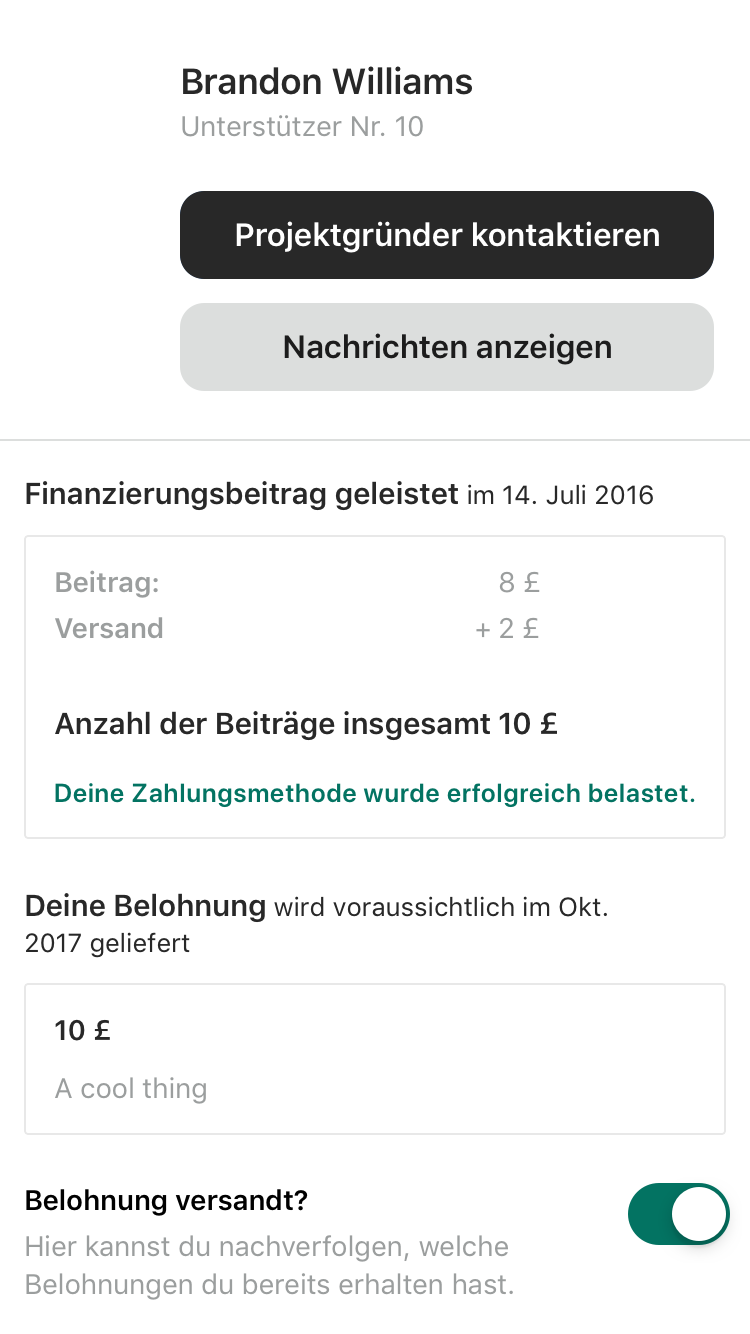 Brandon Williams
Unterstützer Nr. 10
Projektgründer kontaktieren
Nachrichten anzeigen
Finanzierungsbeitrag geleistet im 14. Juli 2016
Beitrag: 8 £
Versand + 2 £
Anzahl der Beiträge insgesamt 10 £
Deine Zahlungsmethode wurde erfolgreich belastet.
Deine Belohnung wird voraussichtlich im Okt.
2017 geliefert
10 £
A cool thing
Belohnung versandt?
Hier kannst du nachverfolgen, welche
Belohnungen du bereits erhalten hast.